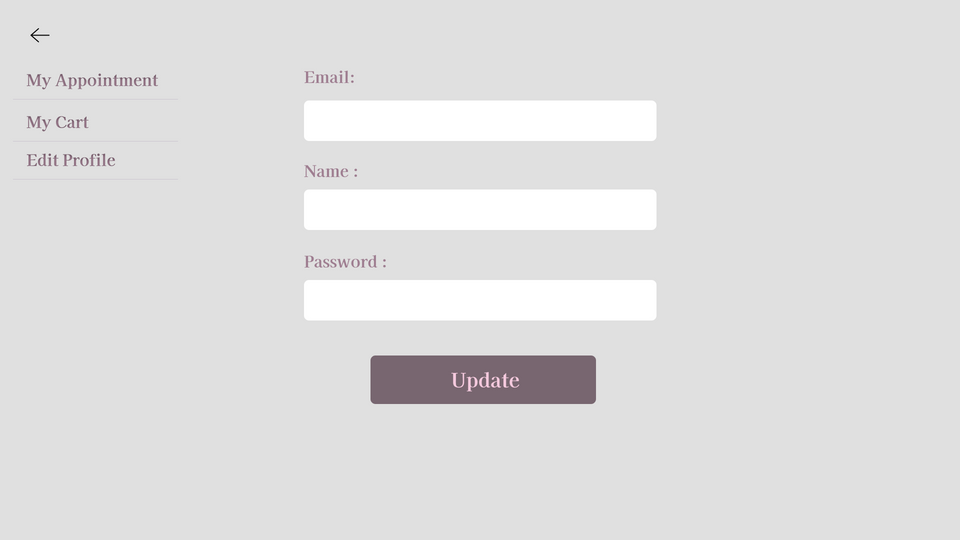 My Appointment
My Cart
Edit Profile
Email:
Name :
Password :
Update